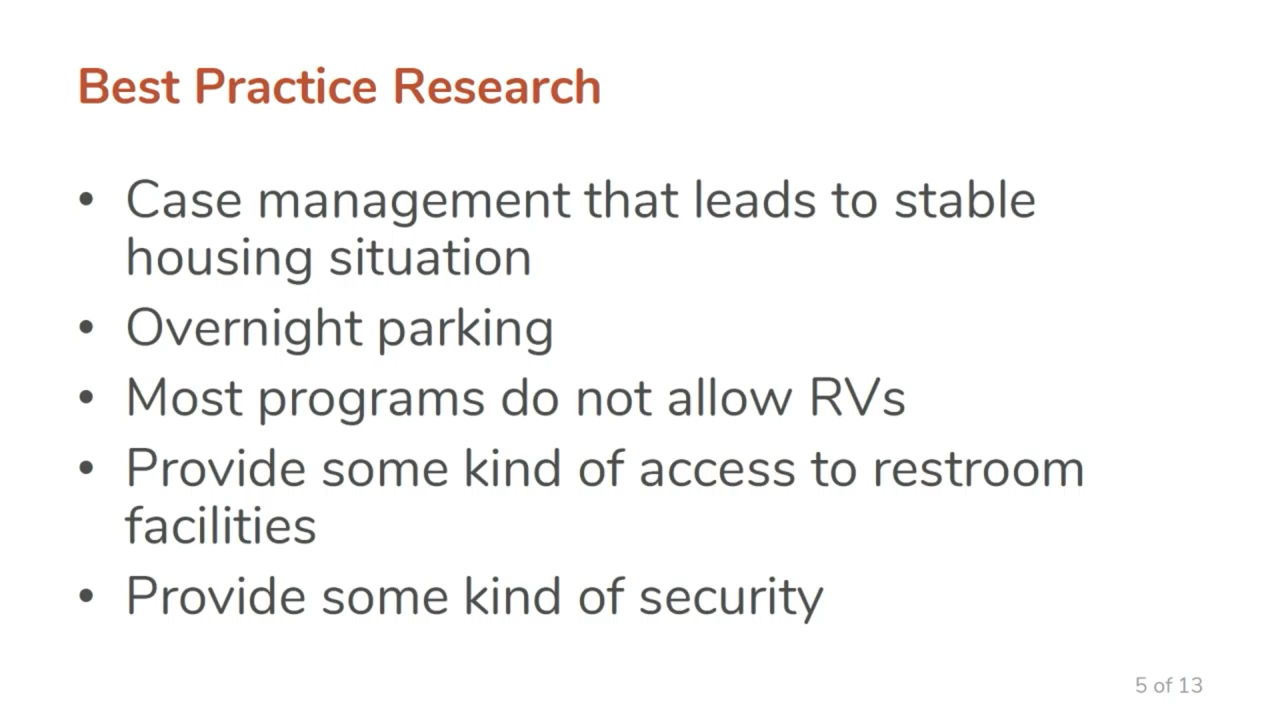 Best Practice Research
• Case management that leads to stable
housing situation
• Overnight parking
• Most programs do not allow RVs
• Provide some kind of access to restroom
facilities
• Provide some kind of security
5 of 13